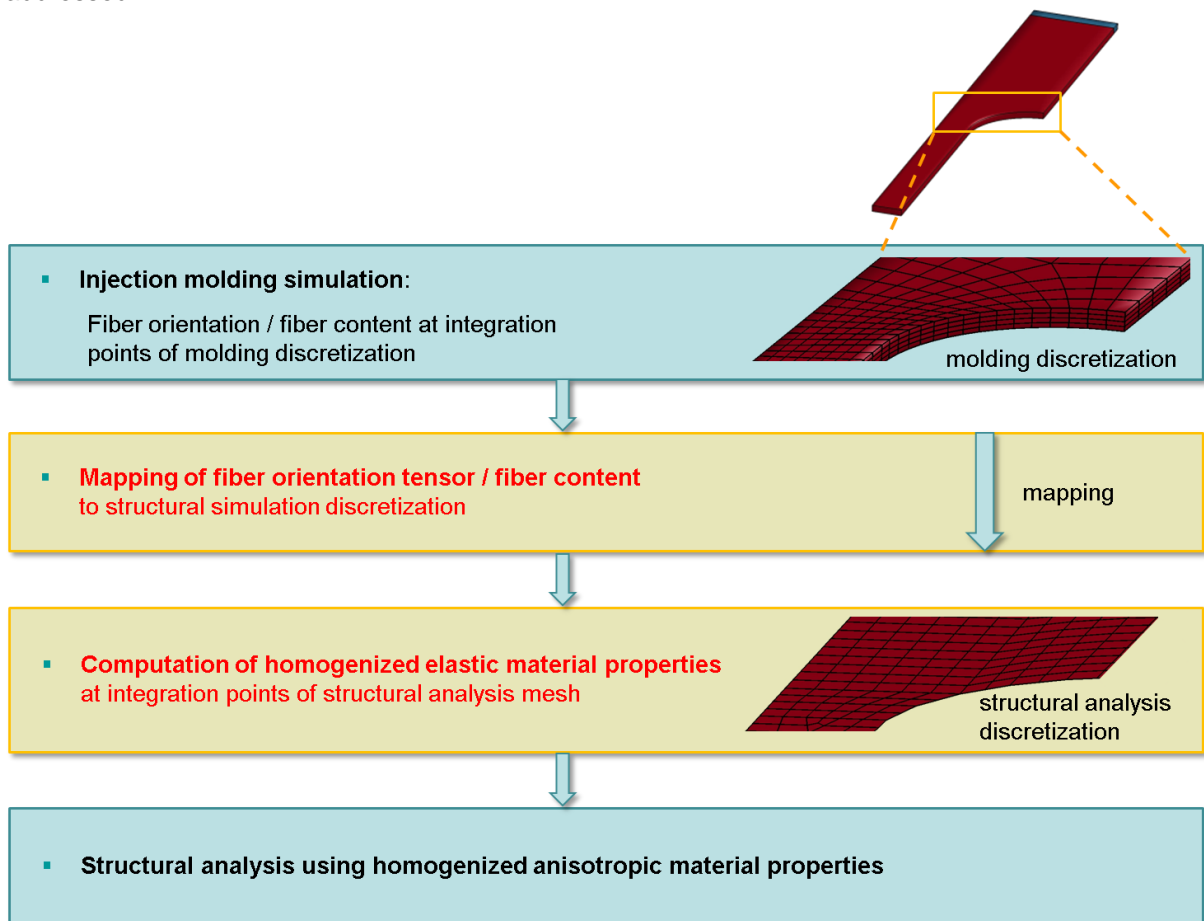 Injection molding simulation:
Fiber orientation / fiber content at integration
points of molding discretization
molding discretization
Mapping of fiber orientation tensor / fiber content
to structural simulation discretization
mapping
Computation of homogenized elastic material properties
at integration points of structural analysis mesh
structural analysis
discretization
Structural analysis using homogenized anisotropic material properties